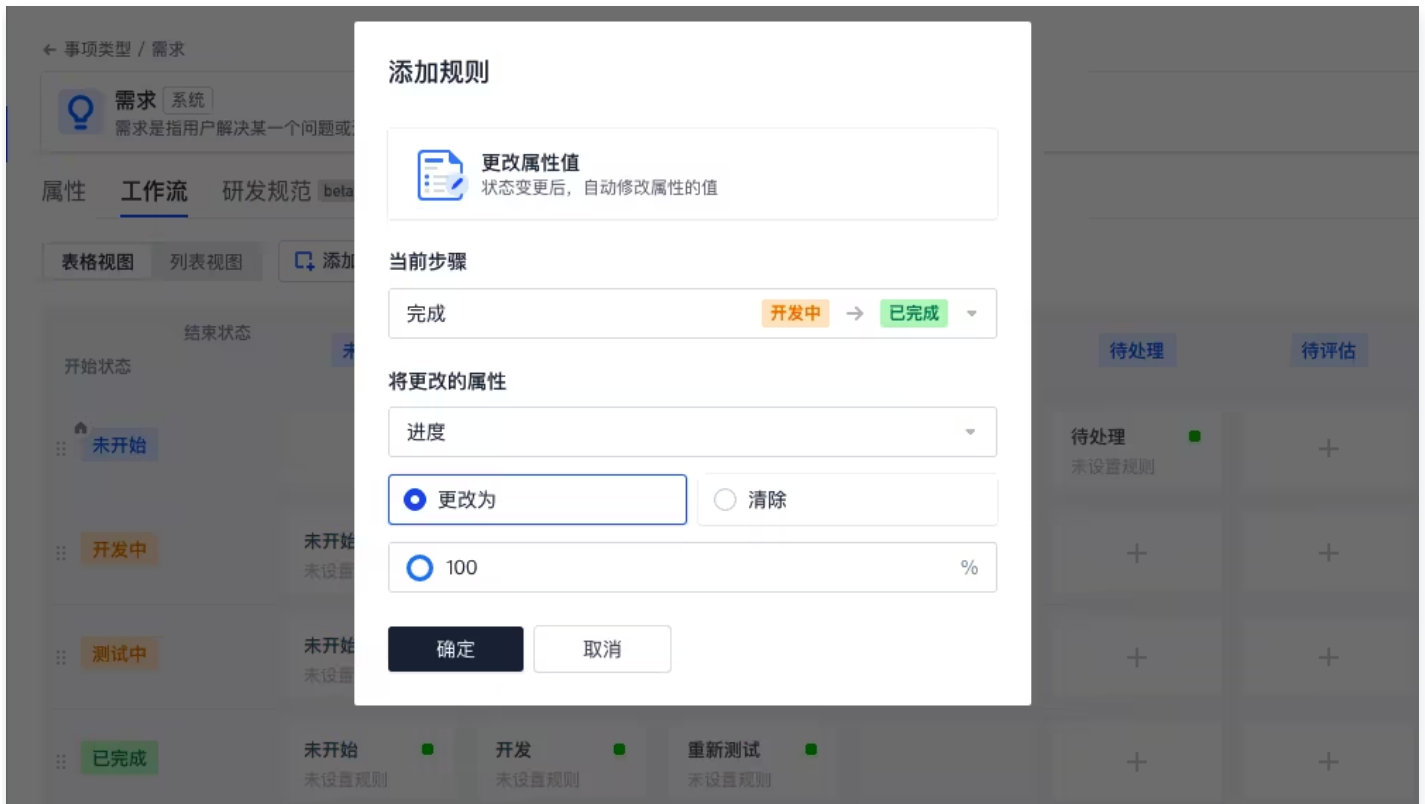 ← 事项类型 / 需求
需求 系统
需求是指用户解决某一个问题或
属性 工作流 研发规范 beta
表格视图 列表视图 添加
结束状态
开始状态
待处理 待评估
未开始
待处理
未设置规则
开发中
未开始
未设置
测试中
未开始
未设置
已完成
未开始 开发 重新测试
未设置规则 未设置规则 未设置规则
添加规则
更改属性值
状态变更后，自动修改属性的值
当前步骤
完成 开发中 → 已完成
将更改的属性
进度
更改为 清除
100 %
确定 取消